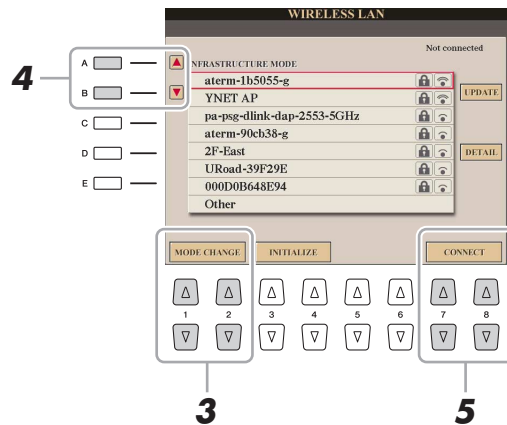 WIRELESS LAN
Not connected
NFRASTRUCTURE MODE
aterm-1b5055-g
YNET AP
pa-psg-dlink-dap-2553-5GHz
aterm-90cb38-g
2F-East
URoad-39F29E
000D0B648E94
Other
UPDATE
DETAIL
A
B
C
D
E
4
MODE CHANGE
INITIALIZE
CONNECT
1 2 3 4 5 6 7 8
3
5